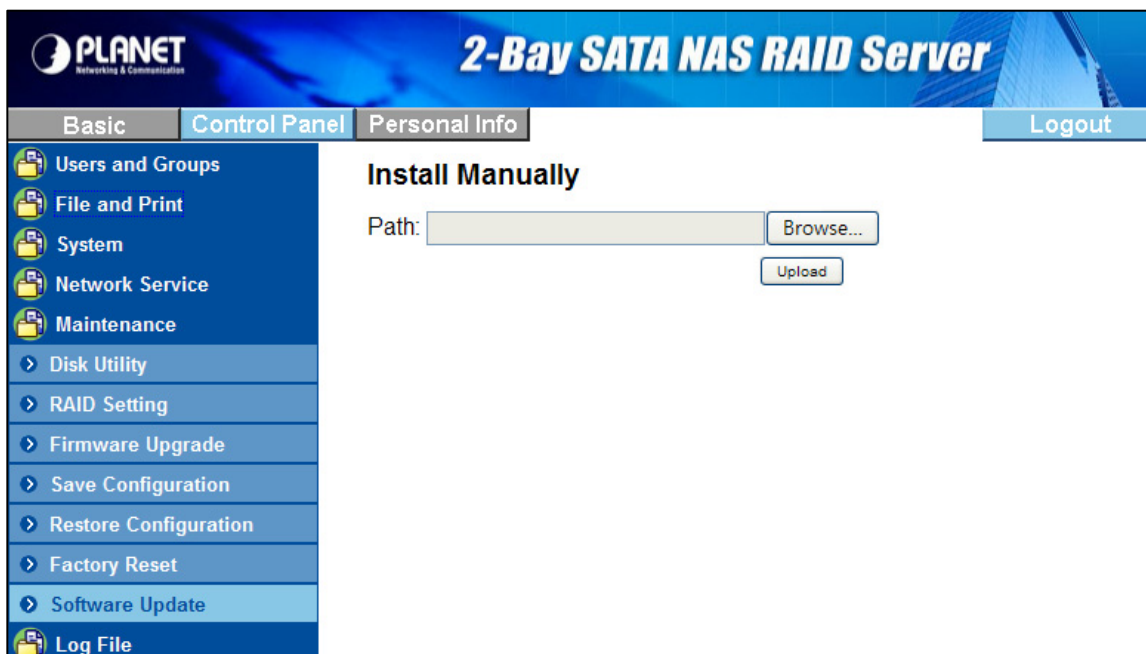 PLANET
Networking & Communication
2-Bay SATA NAS RAID Server
Basic
Control Panel
Personal Info
Logout
Users and Groups
File and Print
System
Network Service
Maintenance
Disk Utility
RAID Setting
Firmware Upgrade
Save Configuration
Restore Configuration
Factory Reset
Software Update
Log File
Install Manually
Path:
Browse...
Upload